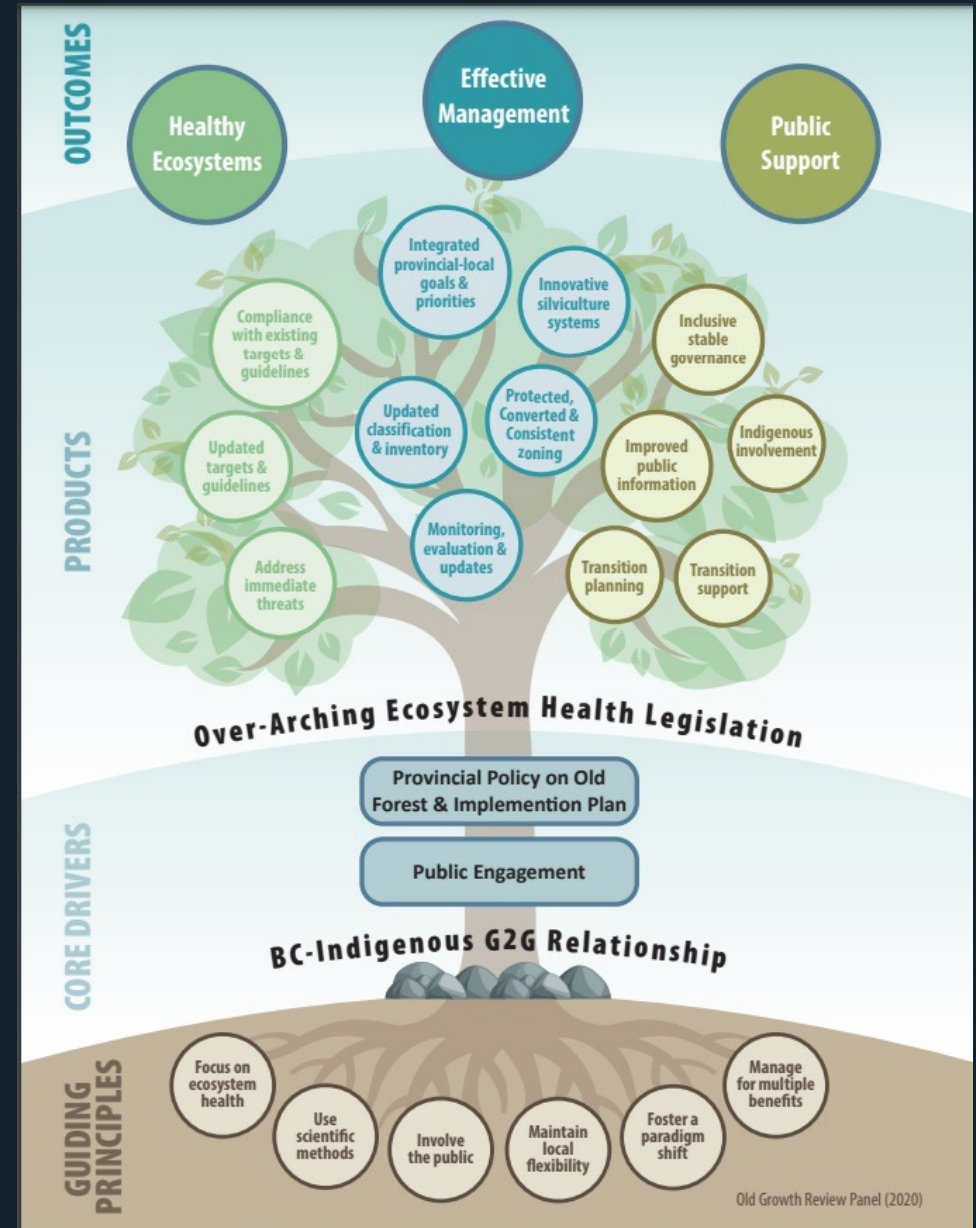 OUTCOMES
Healthy
Ecosystems
Effective
Management
Public
Support
PRODUCTS
Integrated
provincial-local
goals &
priorities
Innovative
silviculture
systems
Compliance
with existing
targets &
guidelines
Inclusive
stable
governance
Updated
classification
& inventory
Protected,
Converted &
Consistent
zoning
Updated
targets &
guidelines
Improved
public
information
Indigenous
involvement
Monitoring,
evaluation &
updates
Address
immediate
threats
Transition
planning
Transition
support
Over-Arching Ecosystem Health Legislation
CORE DRIVERS
Provincial Policy on Old
Forest & Implemention Plan
Public Engagement
BC-Indigenous G2G Relationship
GUIDING
PRINCIPLES
Focus on
ecosystem
health
Use
scientific
methods
Involve
the public
Maintain
local
flexibility
Foster a
paradigm
shift
Manage
for multiple
benefits
Old Growth Review Panel (2020)